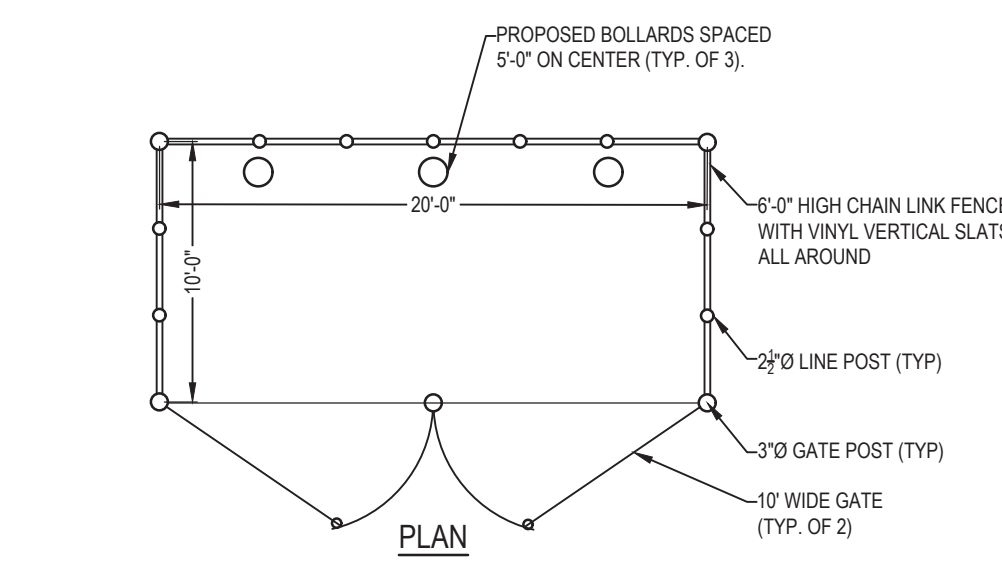 PROPOSED BOLLARDS SPACED
5'-0" ON CENTER (TYP. OF 3).
20'-0"
10'-0"
6'-0" HIGH CHAIN LINK FENCE
WITH VINYL VERTICAL SLATS
ALL AROUND
2½"Ø LINE POST (TYP)
3"Ø GATE POST (TYP)
10' WIDE GATE
(TYP. OF 2)
PLAN